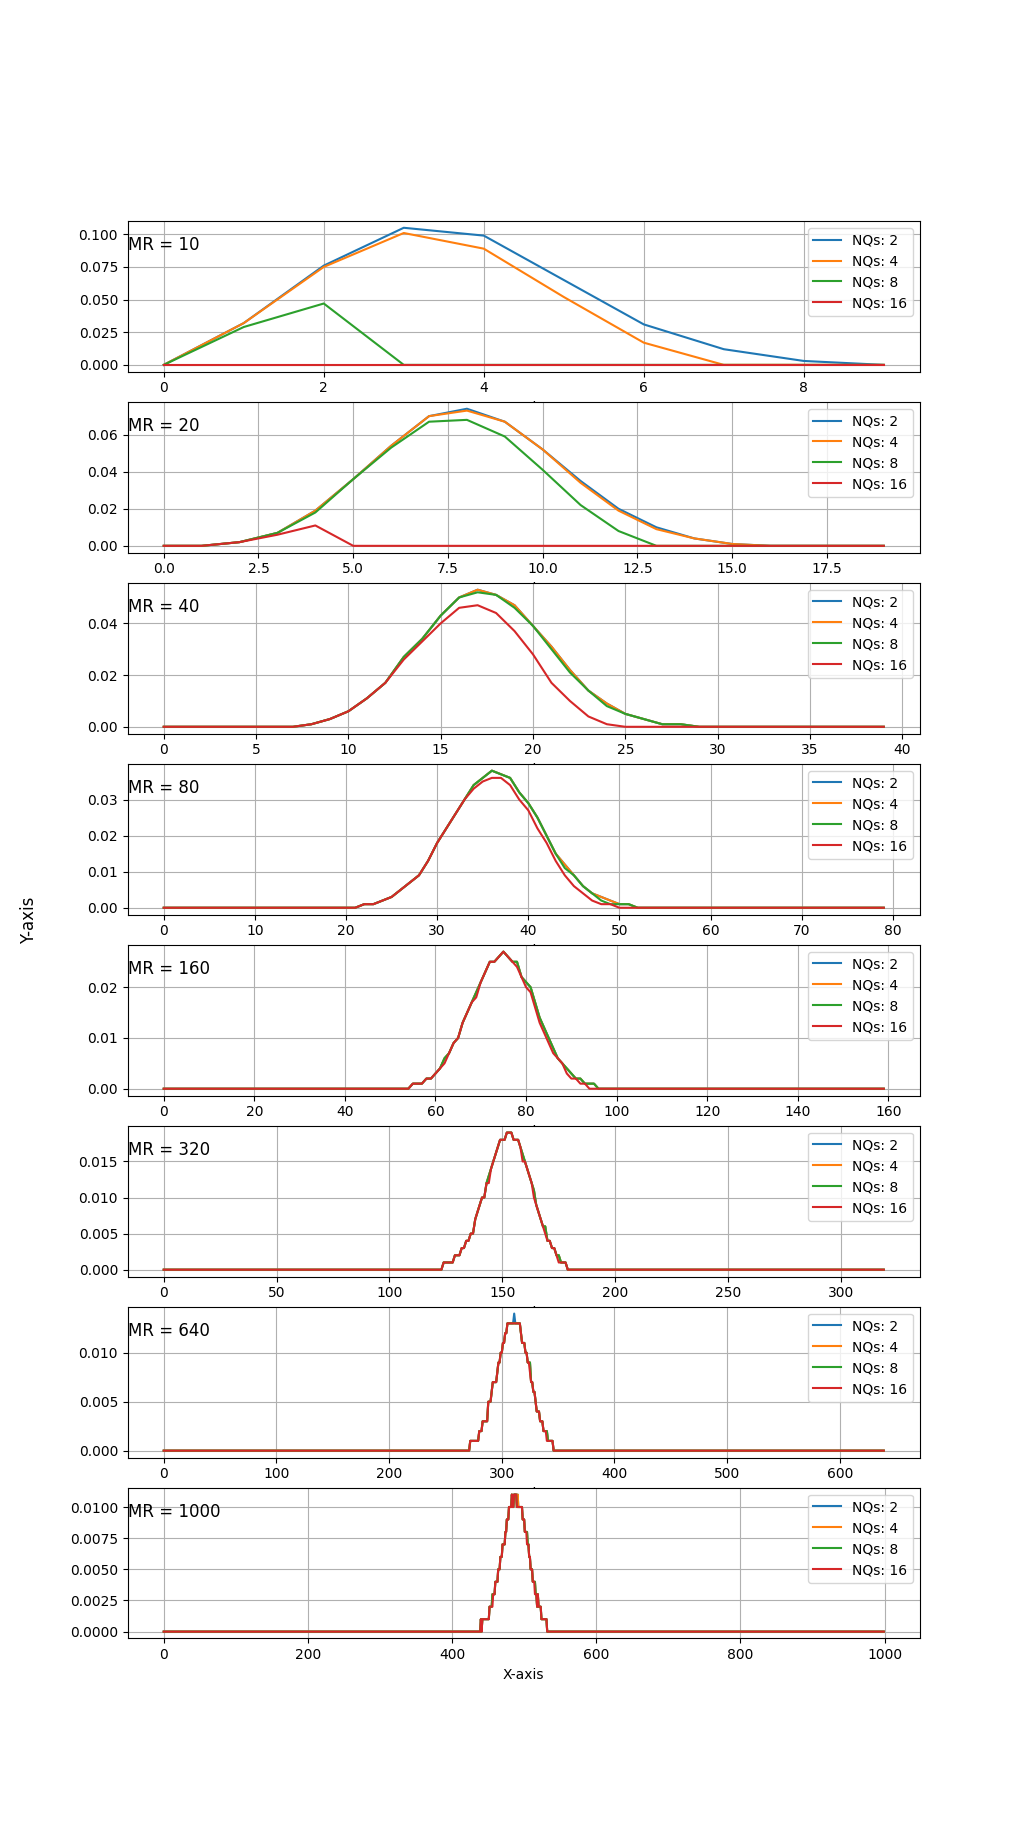 MR = 10
0.100
0.075
0.050
0.025
0.000
0 2 4 6 8
NQs: 2
NQs: 4
NQs: 8
NQs: 16
MR = 20
0.06
0.04
0.02
0.00
0.0 2.5 5.0 7.5 10.0 12.5 15.0 17.5
NQs: 2
NQs: 4
NQs: 8
NQs: 16
MR = 40
0.04
0.02
0.00
0 5 10 15 20 25 30 35 40
NQs: 2
NQs: 4
NQs: 8
NQs: 16
MR = 80
0.03
0.02
0.01
0.00
0 10 20 30 40 50 60 70 80
NQs: 2
NQs: 4
NQs: 8
NQs: 16
Y-axis
MR = 160
0.02
0.01
0.00
0 20 40 60 80 100 120 140 160
NQs: 2
NQs: 4
NQs: 8
NQs: 16
MR = 320
0.015
0.010
0.005
0.000
0 50 100 150 200 250 300
NQs: 2
NQs: 4
NQs: 8
NQs: 16
MR = 640
0.010
0.005
0.000
0 100 200 300 400 500 600
NQs: 2
NQs: 4
NQs: 8
NQs: 16
MR = 1000
0.0100
0.0075
0.0050
0.0025
0.0000
0 200 400 600 800 1000
NQs: 2
NQs: 4
NQs: 8
NQs: 16
X-axis